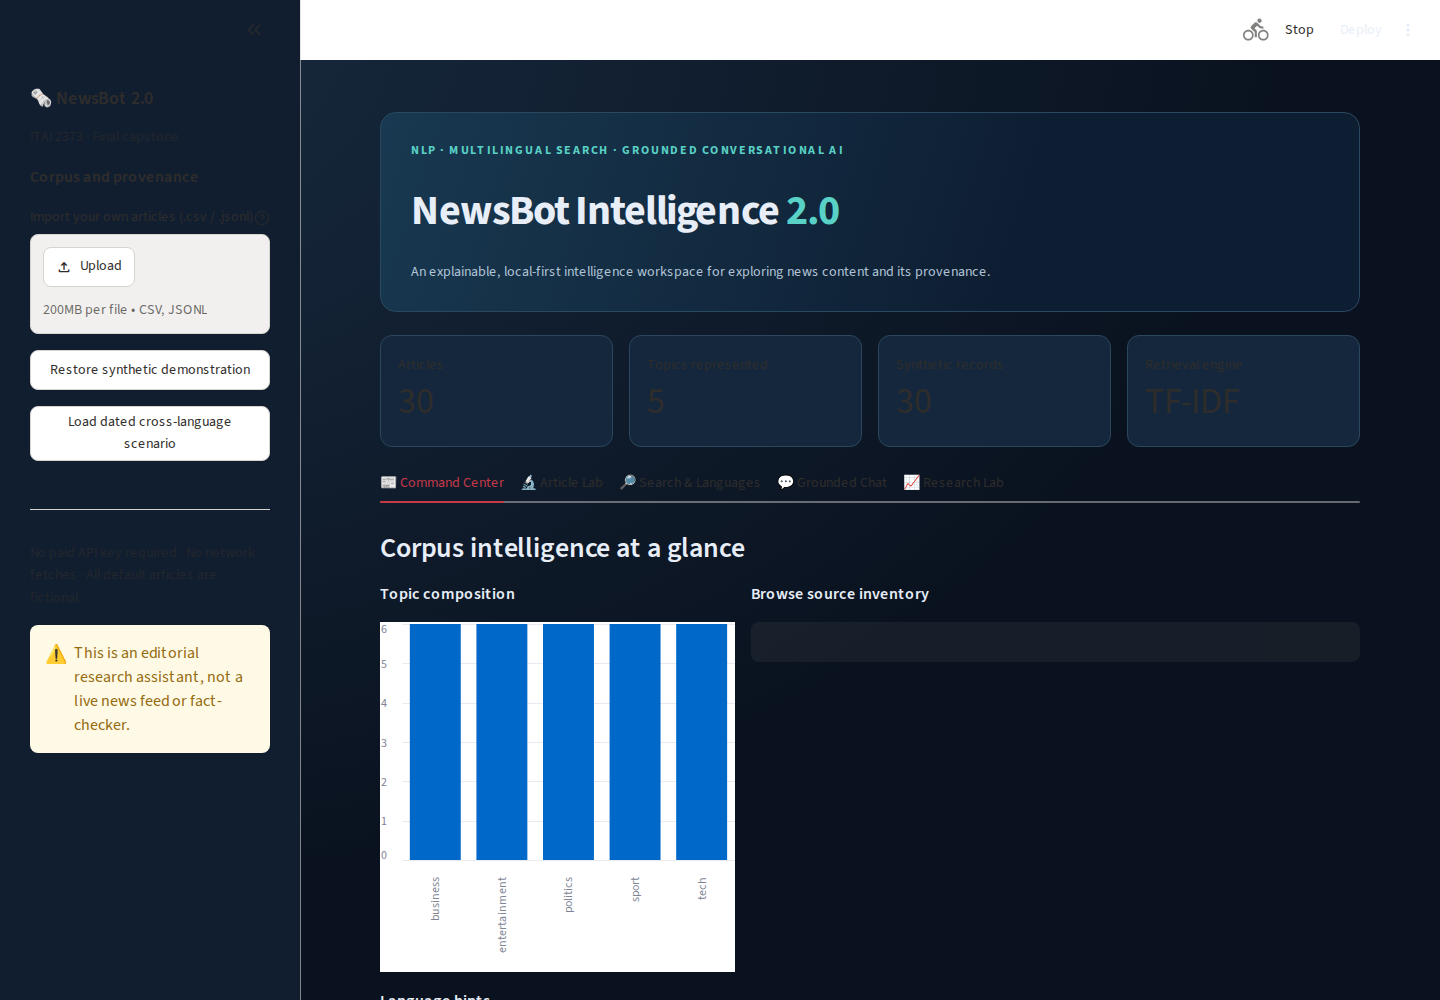 Stop
Deploy
🗞️ NewsBot 2.0
ITAI 2373 · Final capstone
Corpus and provenance
Import your own articles (.csv / .jsonl)
Upload
200MB per file • CSV, JSONL
Restore synthetic demonstration
Load dated cross-language
scenario
No paid API key required · No network
fetches · All default articles are
fictional.
⚠️ This is an editorial
research assistant, not a
live news feed or fact-
checker.
NLP · MULTILINGUAL SEARCH · GROUNDED CONVERSATIONAL AI
NewsBot Intelligence 2.0
An explainable, local-first intelligence workspace for exploring news content and its provenance.
Articles
30
Topics represented
5
Synthetic records
30
Retrieval engine
TF-IDF
📰 Command Center 🔬 Article Lab 🔎 Search & Languages 💬 Grounded Chat 📈 Research Lab
Corpus intelligence at a glance
Topic composition
6
5
4
3
2
1
0
business
entertainment
politics
sport
tech
Browse source inventory
Language hints